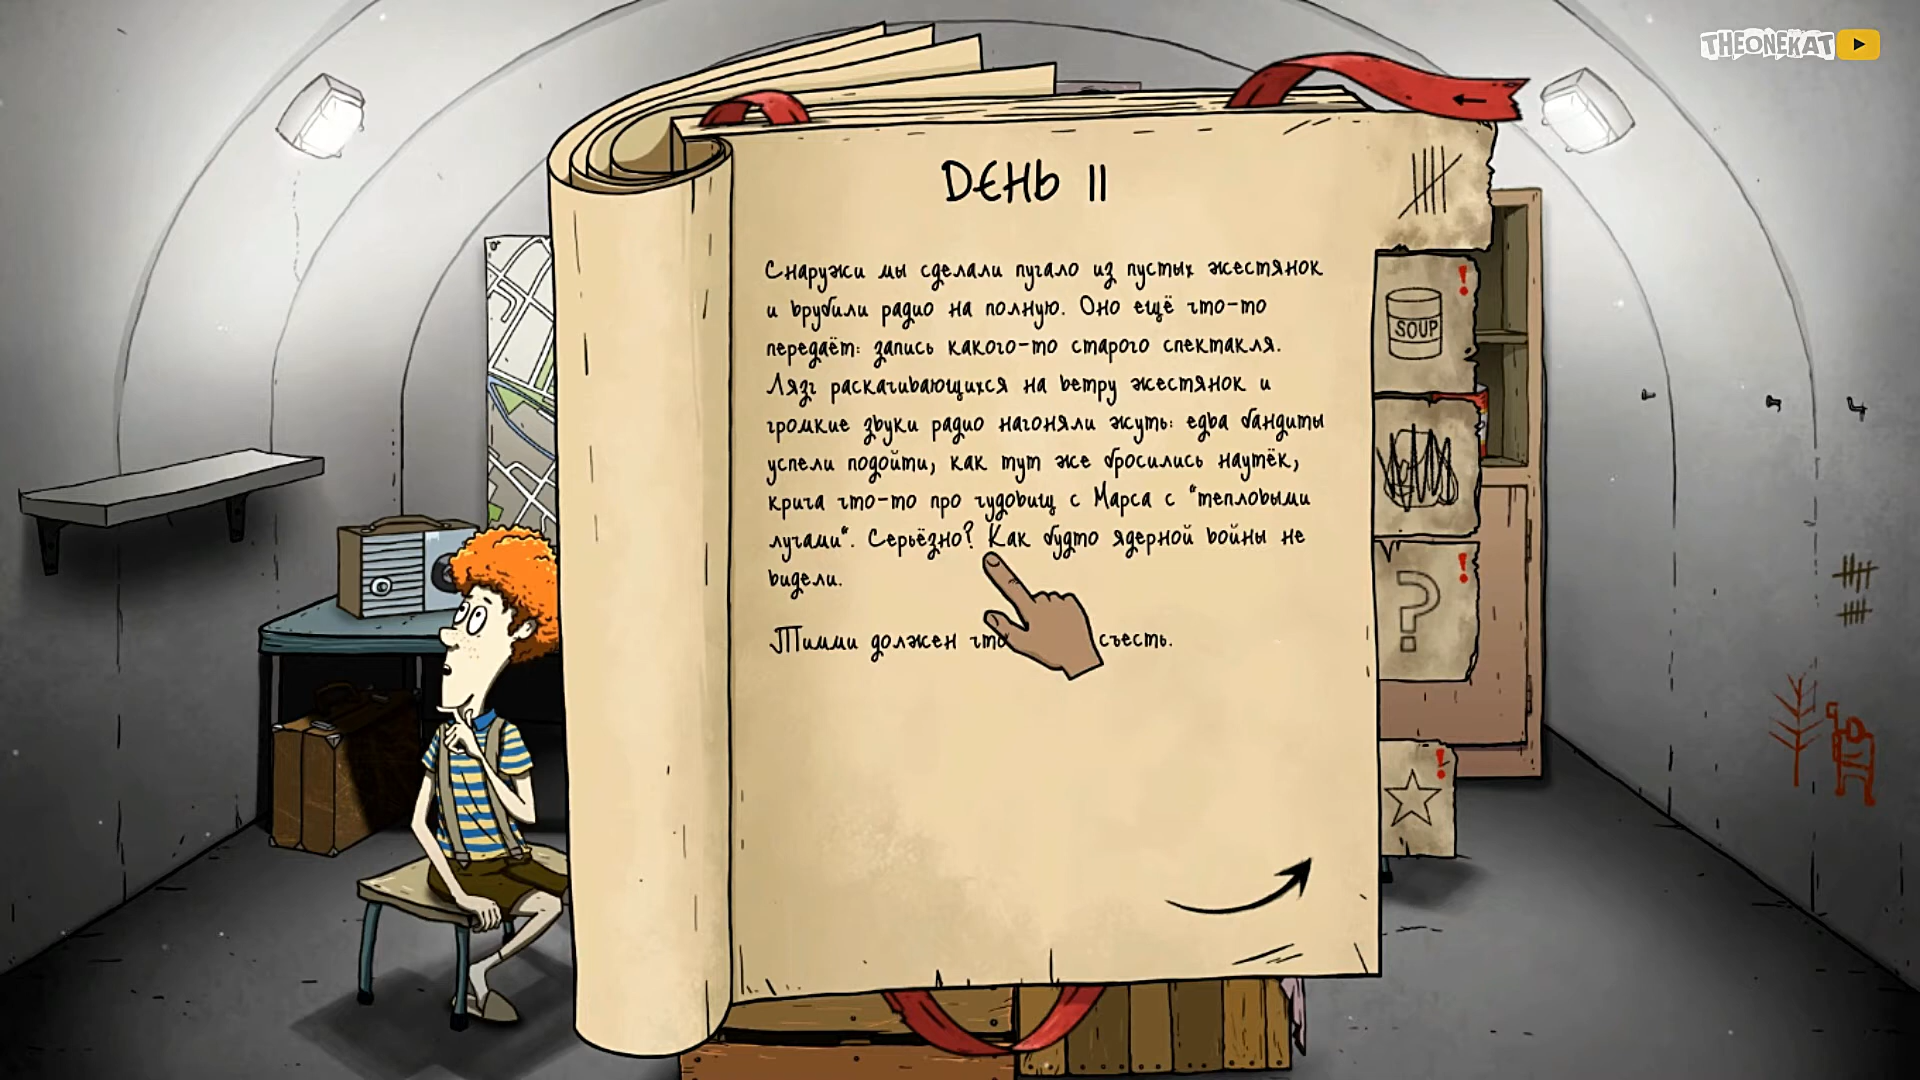 THEONEKAT
ДЕНЬ 11
Снаружи мы сделали пугало из пустых жестянок
и врубили радио на полную. Оно ещё что-то
передаёт: запись какого-то старого спектакля.
Лязг раскачивающихся на ветру жестянок и
громкие звуки радио нагоняли жуть: едва бандиты
успели подойти, как тут же бросились наутёк,
крича что-то про чудовищ с Марса с "тепловыми
лучами". Серьёзно? Как будто ядерной войны не
видели.
Тимми должен что съесть.
SOUP